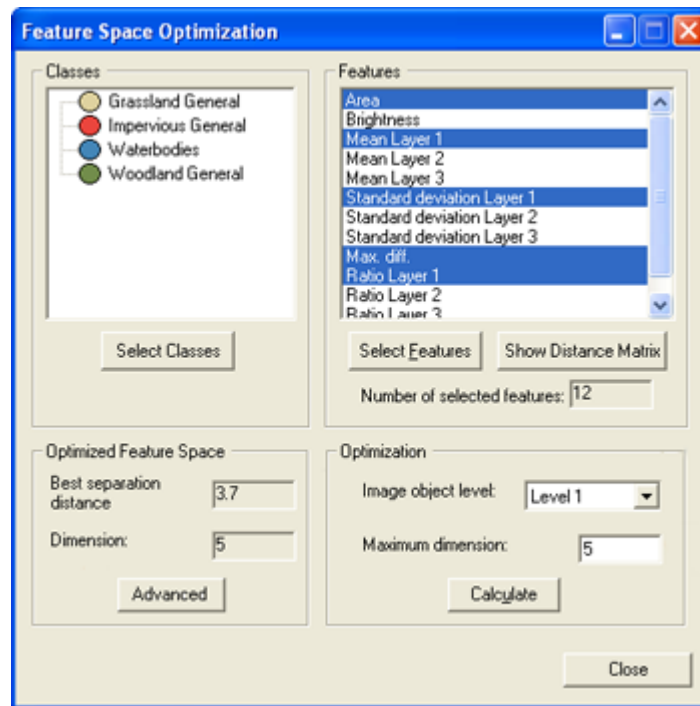 Feature Space Optimization
Classes
Grassland General
Impervious General
Waterbodies
Woodland General
Select Classes
Features
Area
Brightness
Mean Layer 1
Mean Layer 2
Mean Layer 3
Standard deviation Layer 1
Standard deviation Layer 2
Standard deviation Layer 3
Max. diff.
Ratio Layer 1
Ratio Layer 2
Ratio Layer 3
Select Features Show Distance Matrix
Number of selected features: 12
Optimized Feature Space
Best separation
distance 3.7
Dimension: 5
Advanced
Optimization
Image object level: Level 1
Maximum dimension: 5
Calculate
Close